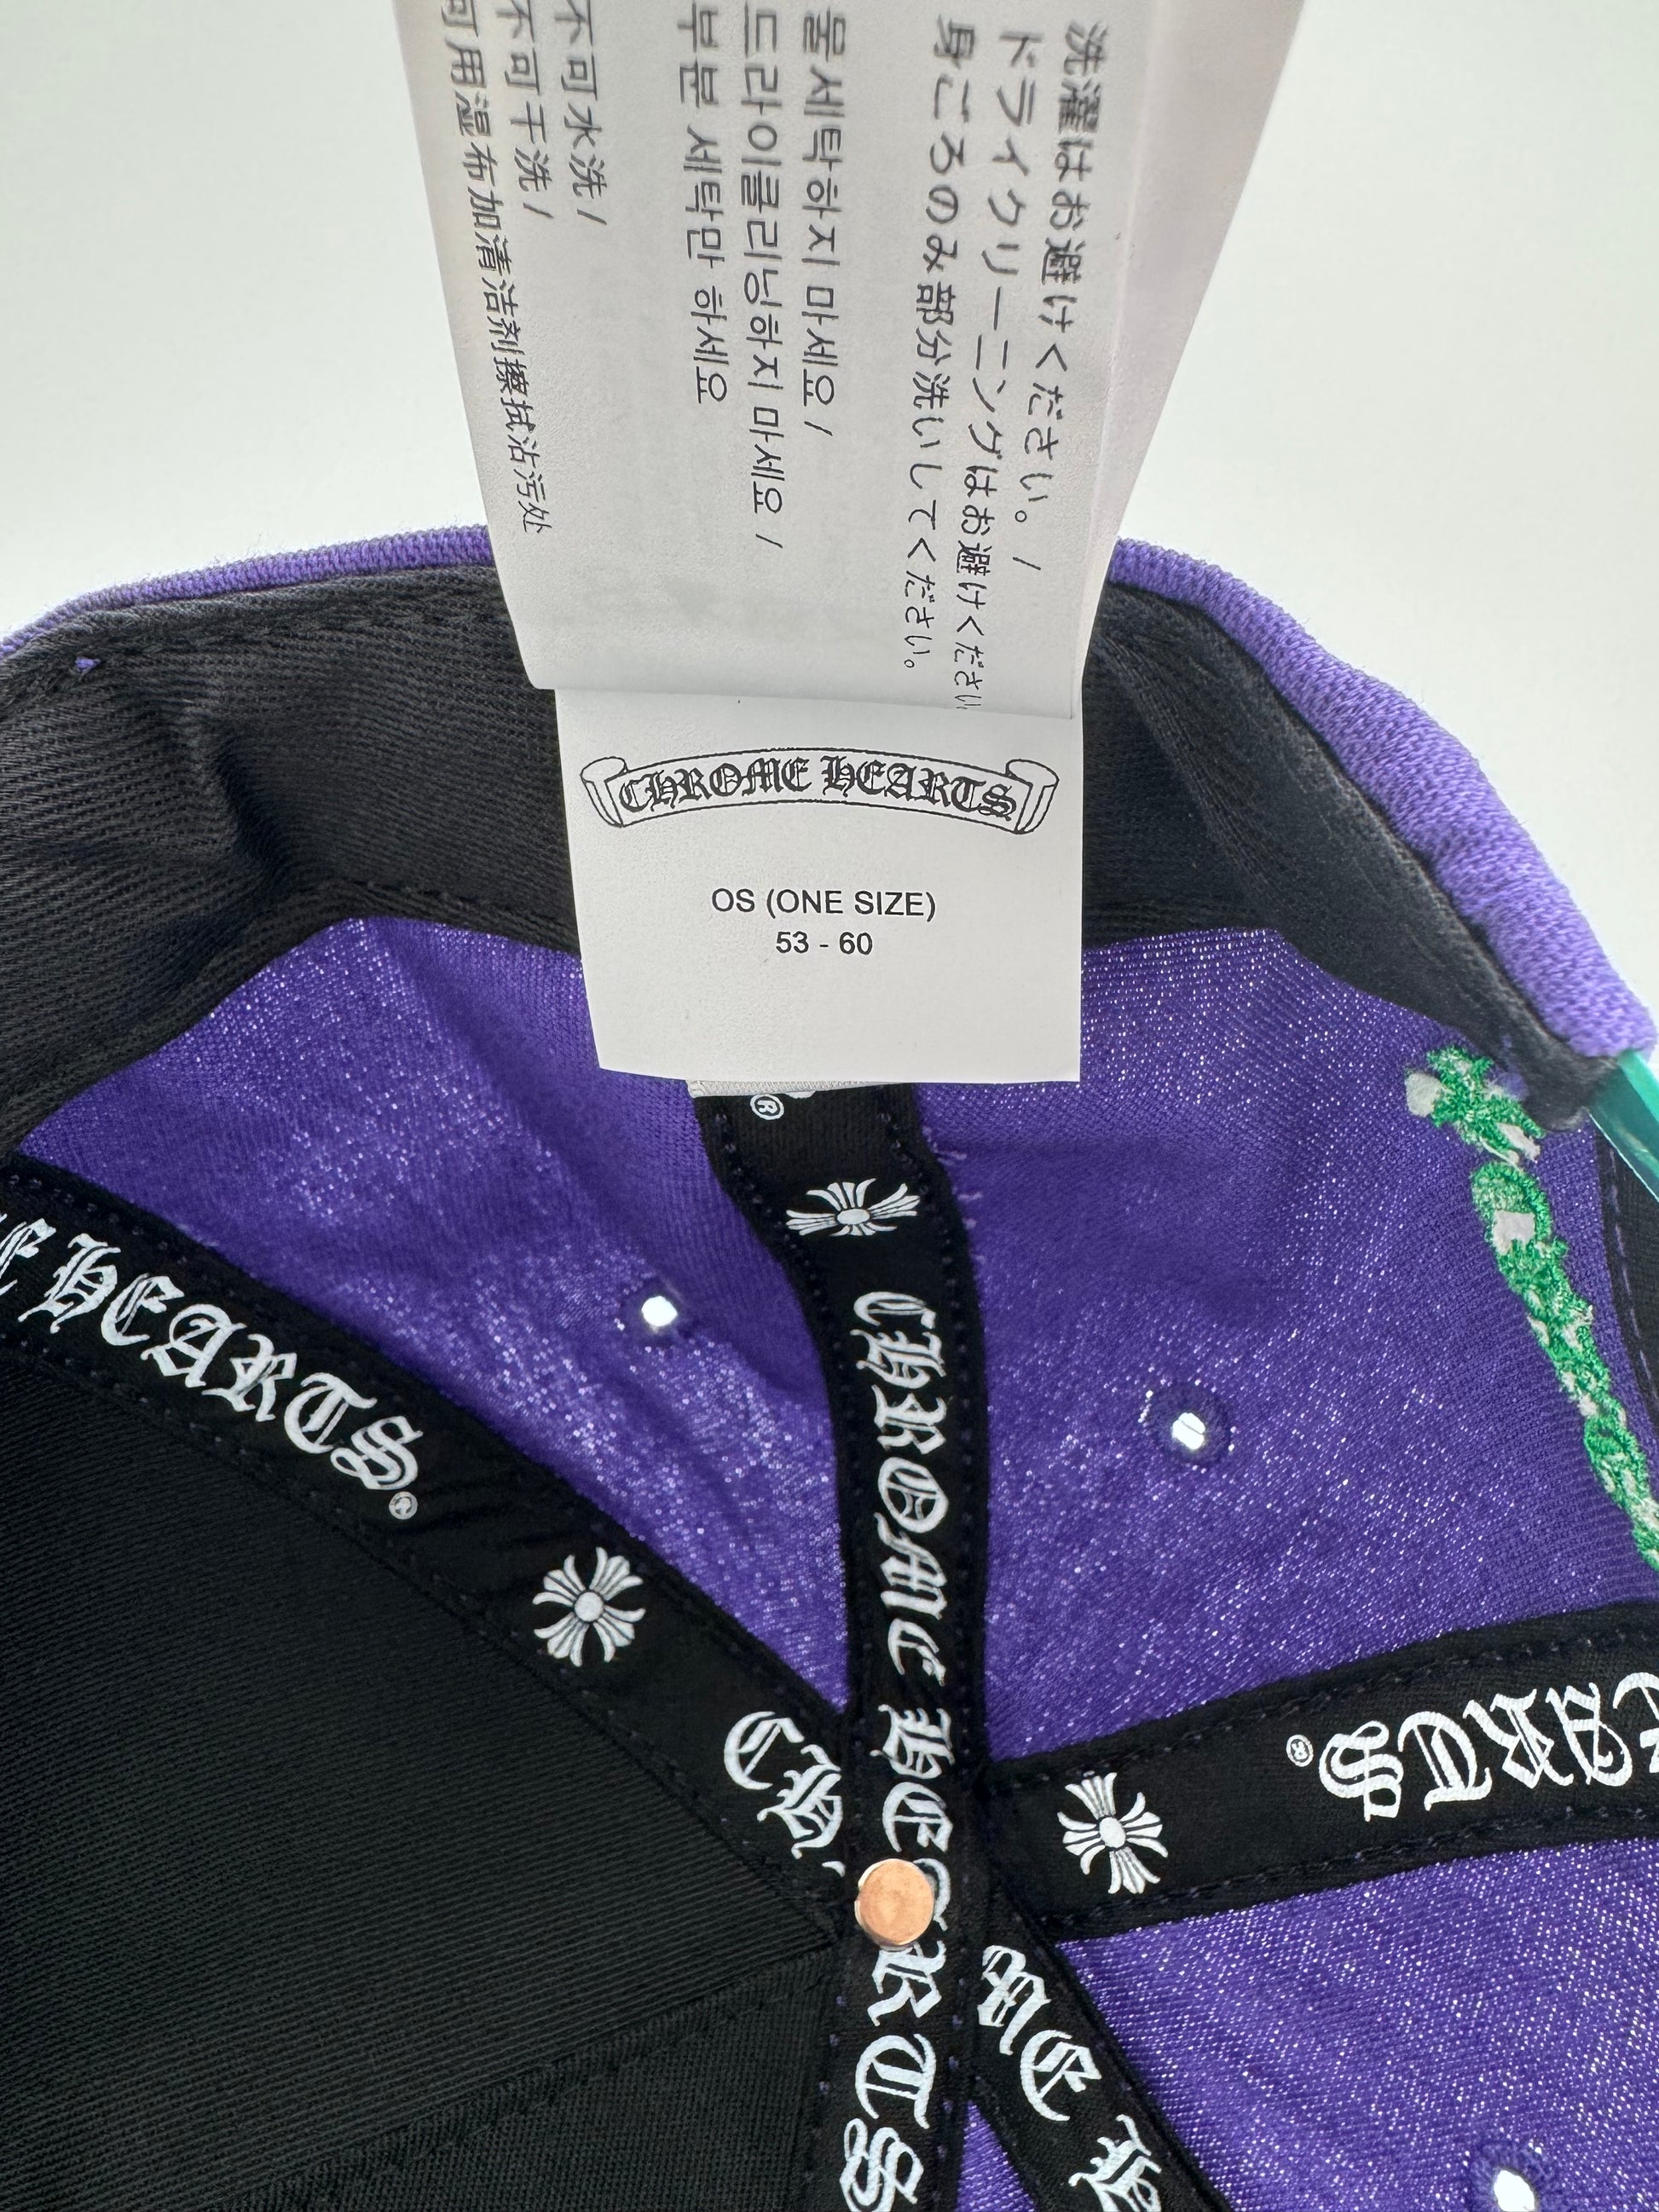 洗濯はお避けください。/
ドライクリーニングはお避けください
身ごろのみ部分洗いしてください。
물세탁하지 마세요 /
드라이클리닝하지 마세요 /
부분 세탁만 하세요
不可水洗 /
不可干洗 /
可用湿布加清洁剂擦拭沾污处
CHROME HEARTS
OS (ONE SIZE)
53 - 60
®
CHROME HEARTS
HEARTS®
CH
EARTS®
ME H